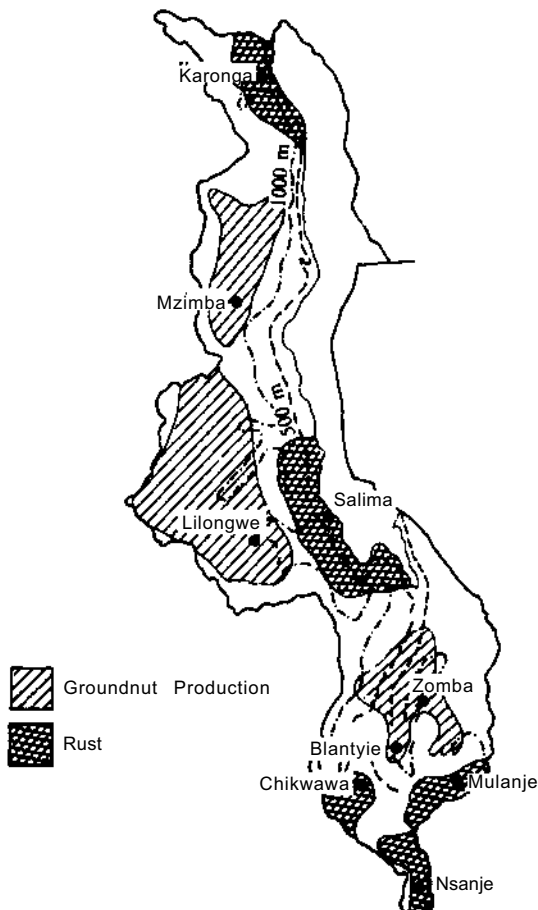 Karonga
1000 m
Mzimba
500 m
Salima
Lilongwe
Groundnut Production
Zomba
Rust
Blantyie
Chikwawa
Mulanje
Nsanje